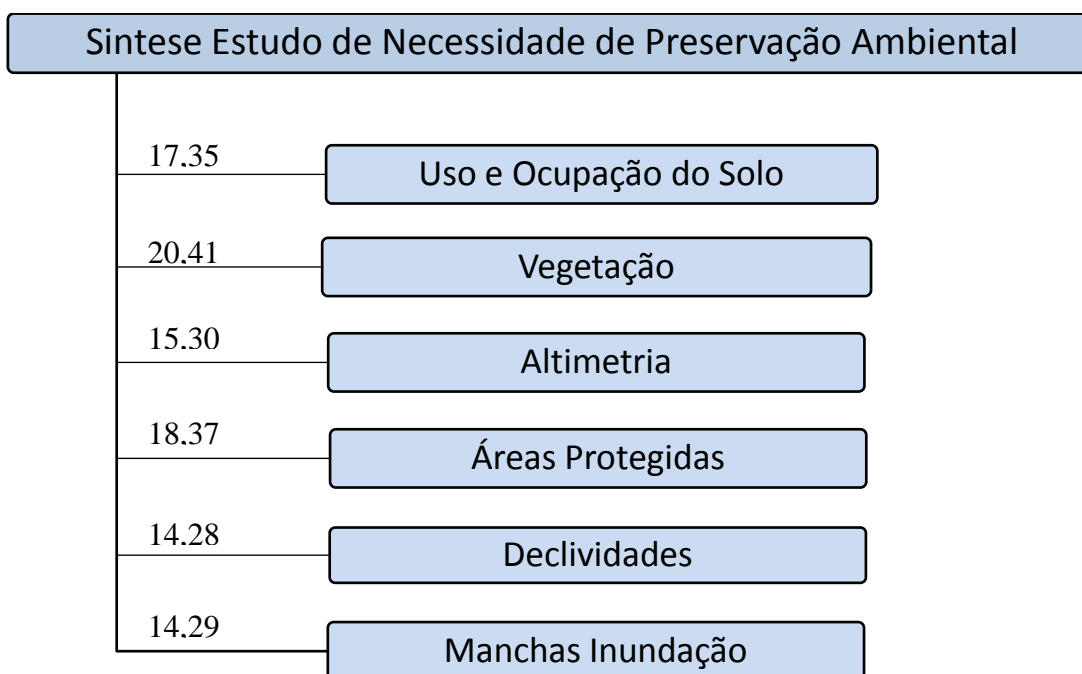 Sintese Estudo de Necessidade de Preservação Ambiental
17,35
Uso e Ocupação do Solo
20,41
Vegetação
15,30
Altimetria
18,37
Áreas Protegidas
14,28
Declividades
14,29
Manchas Inundação